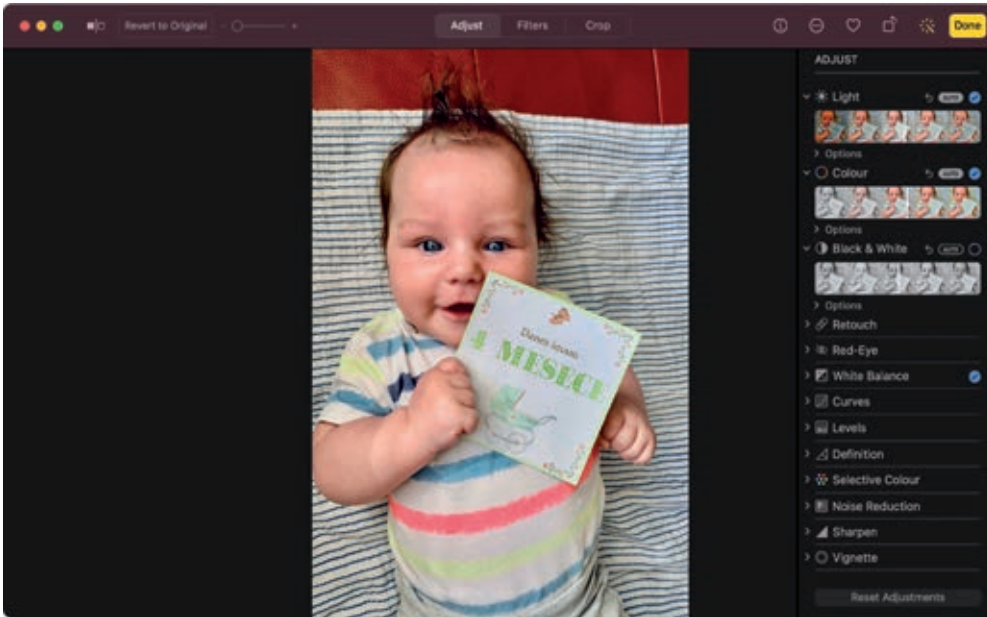 Revert to Original
Adjust
Filters
Crop
Done
ADJUST
Light
AUTO
Options
Colour
AUTO
Options
Black & White
AUTO
Options
Retouch
Red-Eye
White Balance
Curves
Levels
Definition
Selective Colour
Noise Reduction
Sharpen
Vignette
Reset Adjustments
Danes imam
4 MESECE